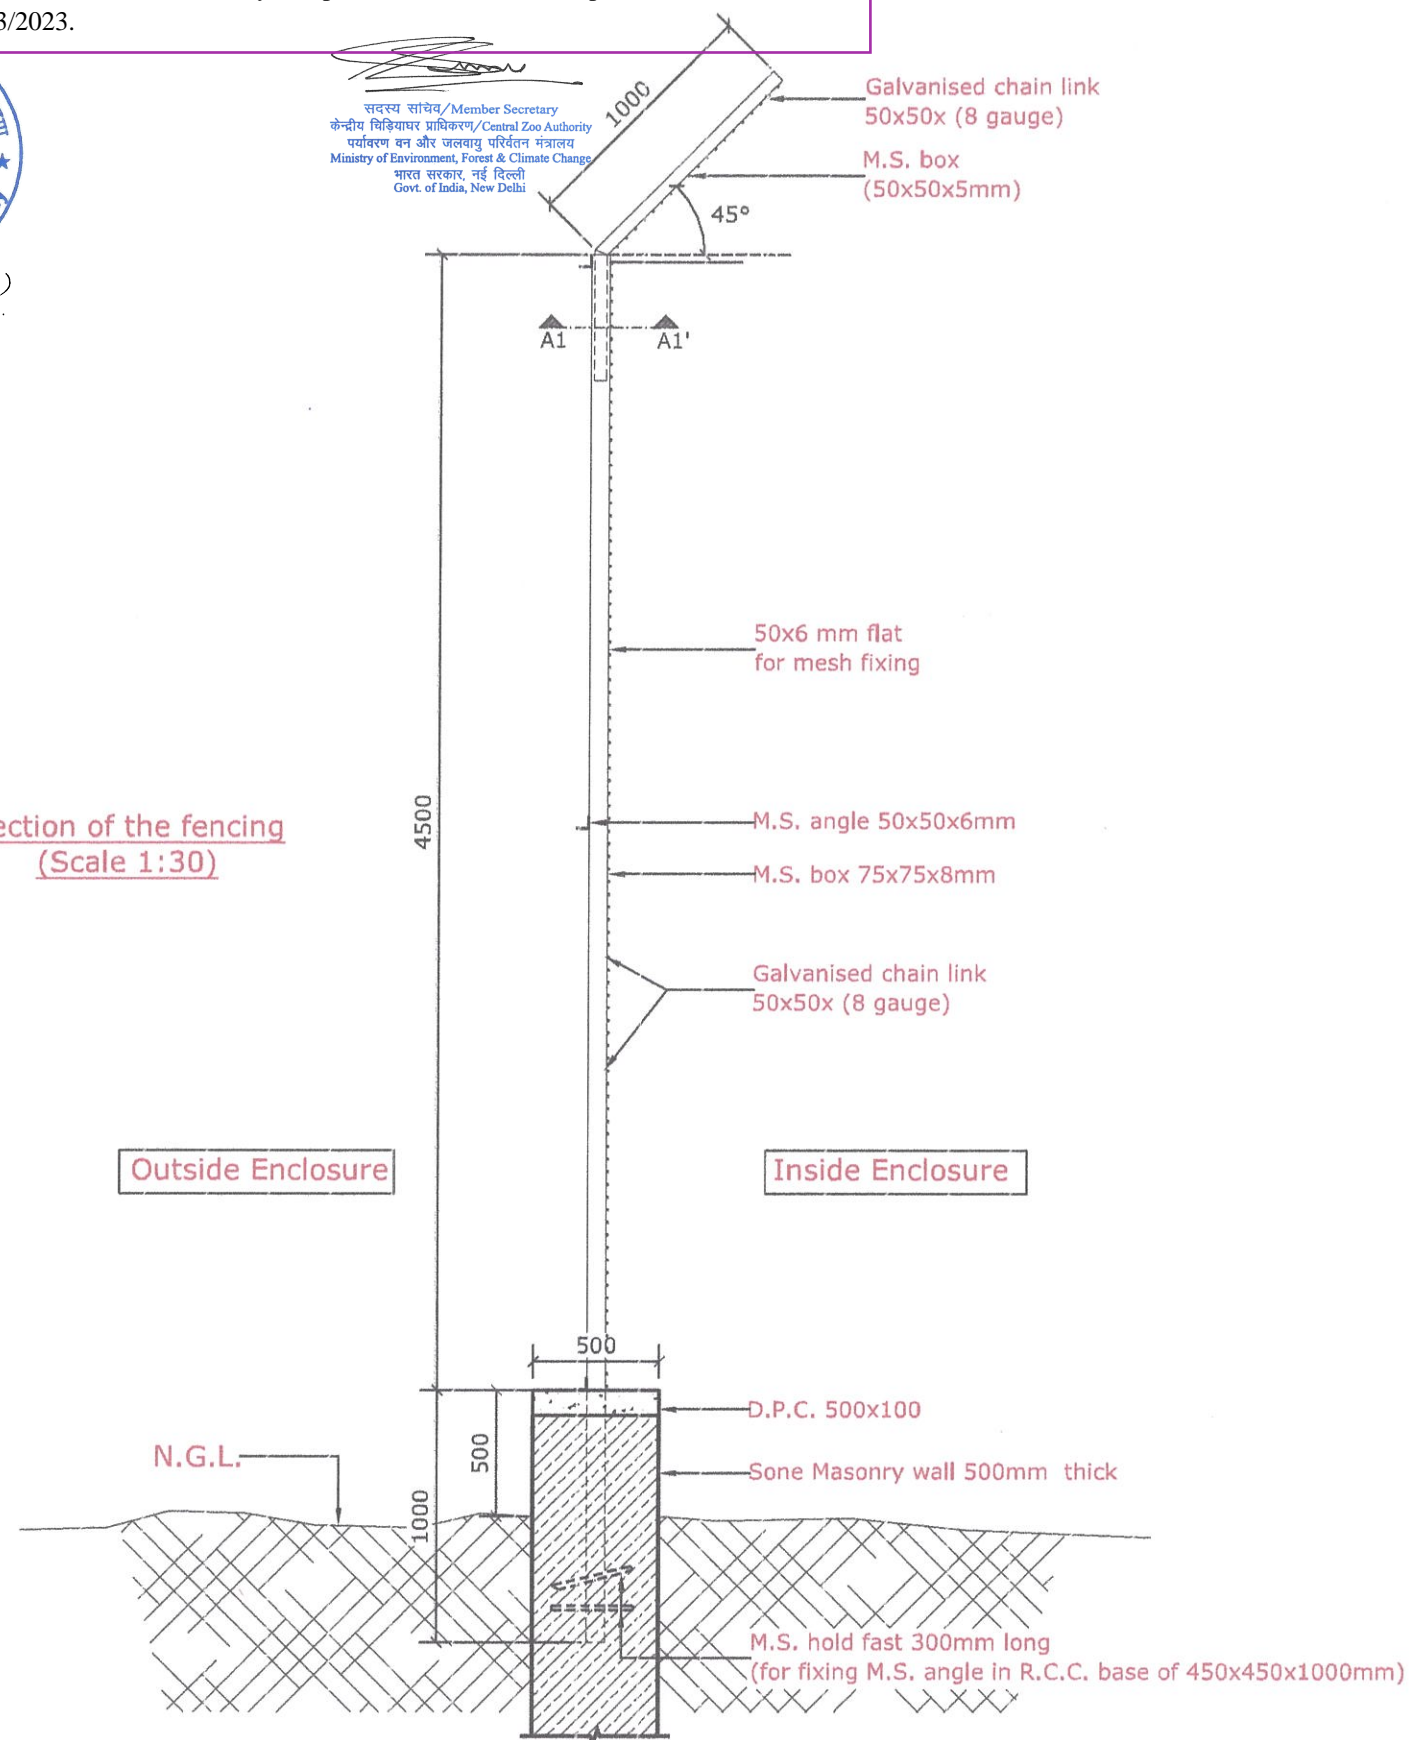 3/2023.
सदस्य सचिव/Member Secretary
केन्द्रीय चिड़ियाघर प्राधिकरण/Central Zoo Authority
पर्यावरण वन और जलवायु परिर्वतन मंत्रालय
Ministry of Environment, Forest & Climate Change
भारत सरकार, नई दिल्ली
Govt. of India, New Delhi
1000
Galvanised chain link
50x50x (8 gauge)
M.S. box
(50x50x5mm)
45°
A1
A1'
50x6 mm flat
for mesh fixing
4500
ection of the fencing
(Scale 1:30)
M.S. angle 50x50x6mm
M.S. box 75x75x8mm
Galvanised chain link
50x50x (8 gauge)
Outside Enclosure
Inside Enclosure
500
D.P.C. 500x100
N.G.L.
500
Sone Masonry wall 500mm thick
1000
M.S. hold fast 300mm long
(for fixing M.S. angle in R.C.C. base of 450x450x1000mm)